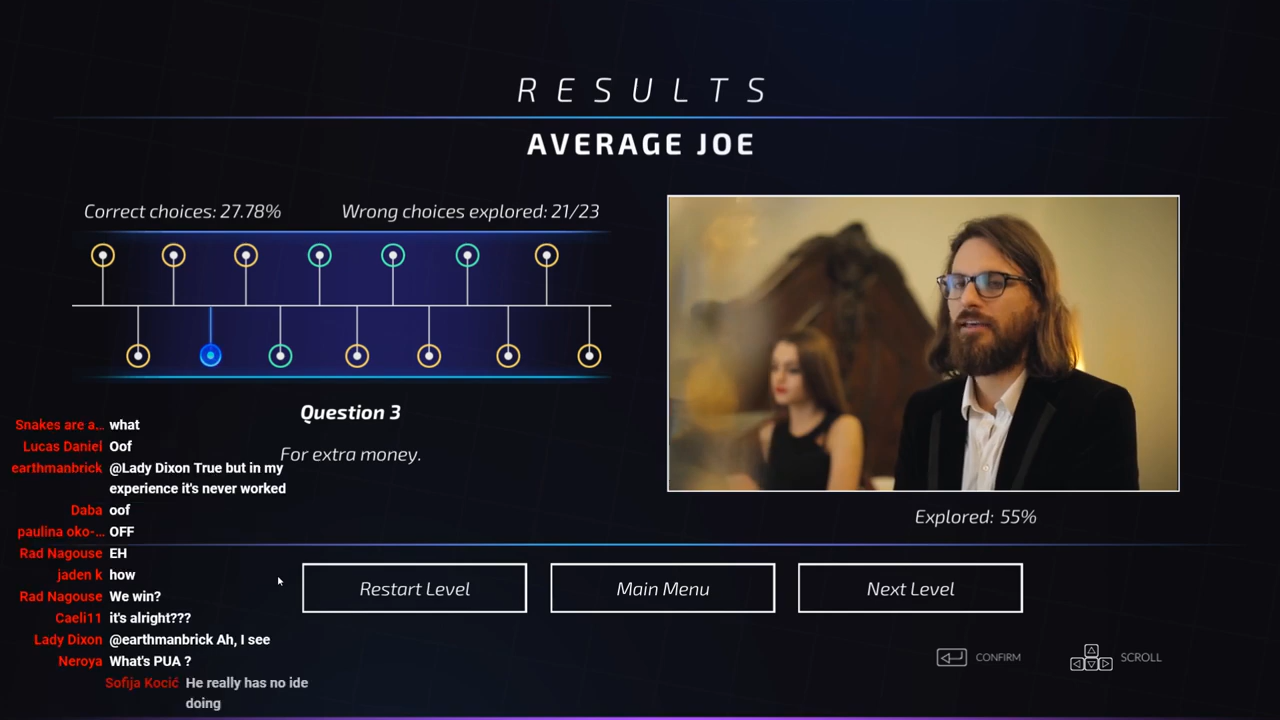 RESULTS
AVERAGE JOE
Correct choices: 27.78%
Wrong choices explored: 21/23
Question 3
For extra money.
Explored: 55%
Snakes are a... what
Lucas Daniel Oof
earthmanbrick @Lady Dixon True but in my
experience it's never worked
Daba oof
paulina oko-... OFF
Rad Nagouse EH
jaden k how
Rad Nagouse We win?
Caeli11 it's alright???
Lady Dixon @earthmanbrick Ah, I see
Neroya What's PUA ?
Sofija Kocić He really has no ide
doing
Restart Level
Main Menu
Next Level
CONFIRM
SCROLL